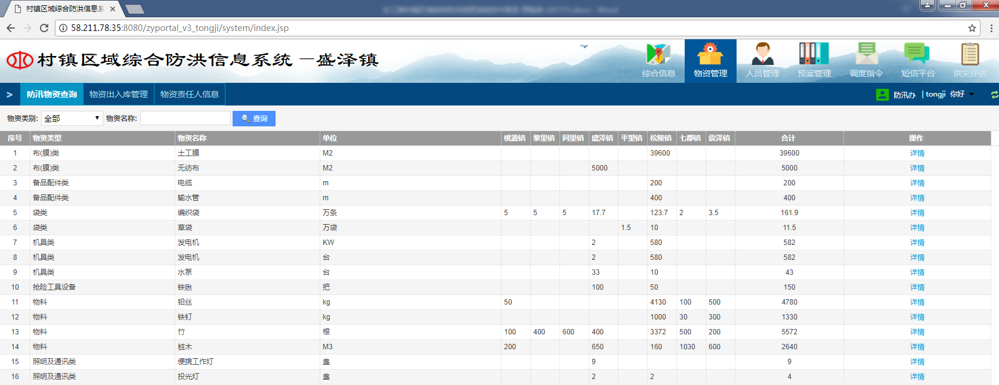 村镇区域综合防洪信息系
58.211.78.35:8080/zyportal_v3_tongji/system/index.jsp
村镇区域综合防洪信息系统 —盛泽镇
综合信息 物资管理 人员管理 预案管理 调度指令 短信平台 洪灾评估
> 防汛物资查询 物资出入库管理 物资责任人信息 防汛办 | tongji 你好
物资类别: 全部 物资名称: 查询
序号 物资类型 物资名称 单位 桃源镇 黎里镇 同里镇 盛泽镇 平望镇 松陵镇 七都镇 震泽镇 合计 操作
1 布(膜)类 土工膜 M2 39600 39600 详情
2 布(膜)类 无纺布 M2 5000 5000 详情
3 备品配件类 电缆 m 200 200 详情
4 备品配件类 输水管 m 400 400 详情
5 袋类 编织袋 万条 5 5 5 17.7 123.7 2 3.5 161.9 详情
6 袋类 草袋 万袋 1.5 10 11.5 详情
7 机具类 发电机 KW 2 580 582 详情
8 机具类 发电机 台 2 580 582 详情
9 机具类 水泵 台 33 10 43 详情
10 抢险工具设备 铁锹 把 100 50 150 详情
11 物料 铅丝 kg 50 4130 100 500 4780 详情
12 物料 铁钉 kg 1000 30 300 1330 详情
13 物料 竹 根 100 400 600 400 3372 500 200 5572 详情
14 物料 桩木 M3 200 650 160 1030 600 2640 详情
15 照明及通讯类 便携工作灯 盏 9 9 详情
16 照明及通讯类 投光灯 盏 2 2 4 详情